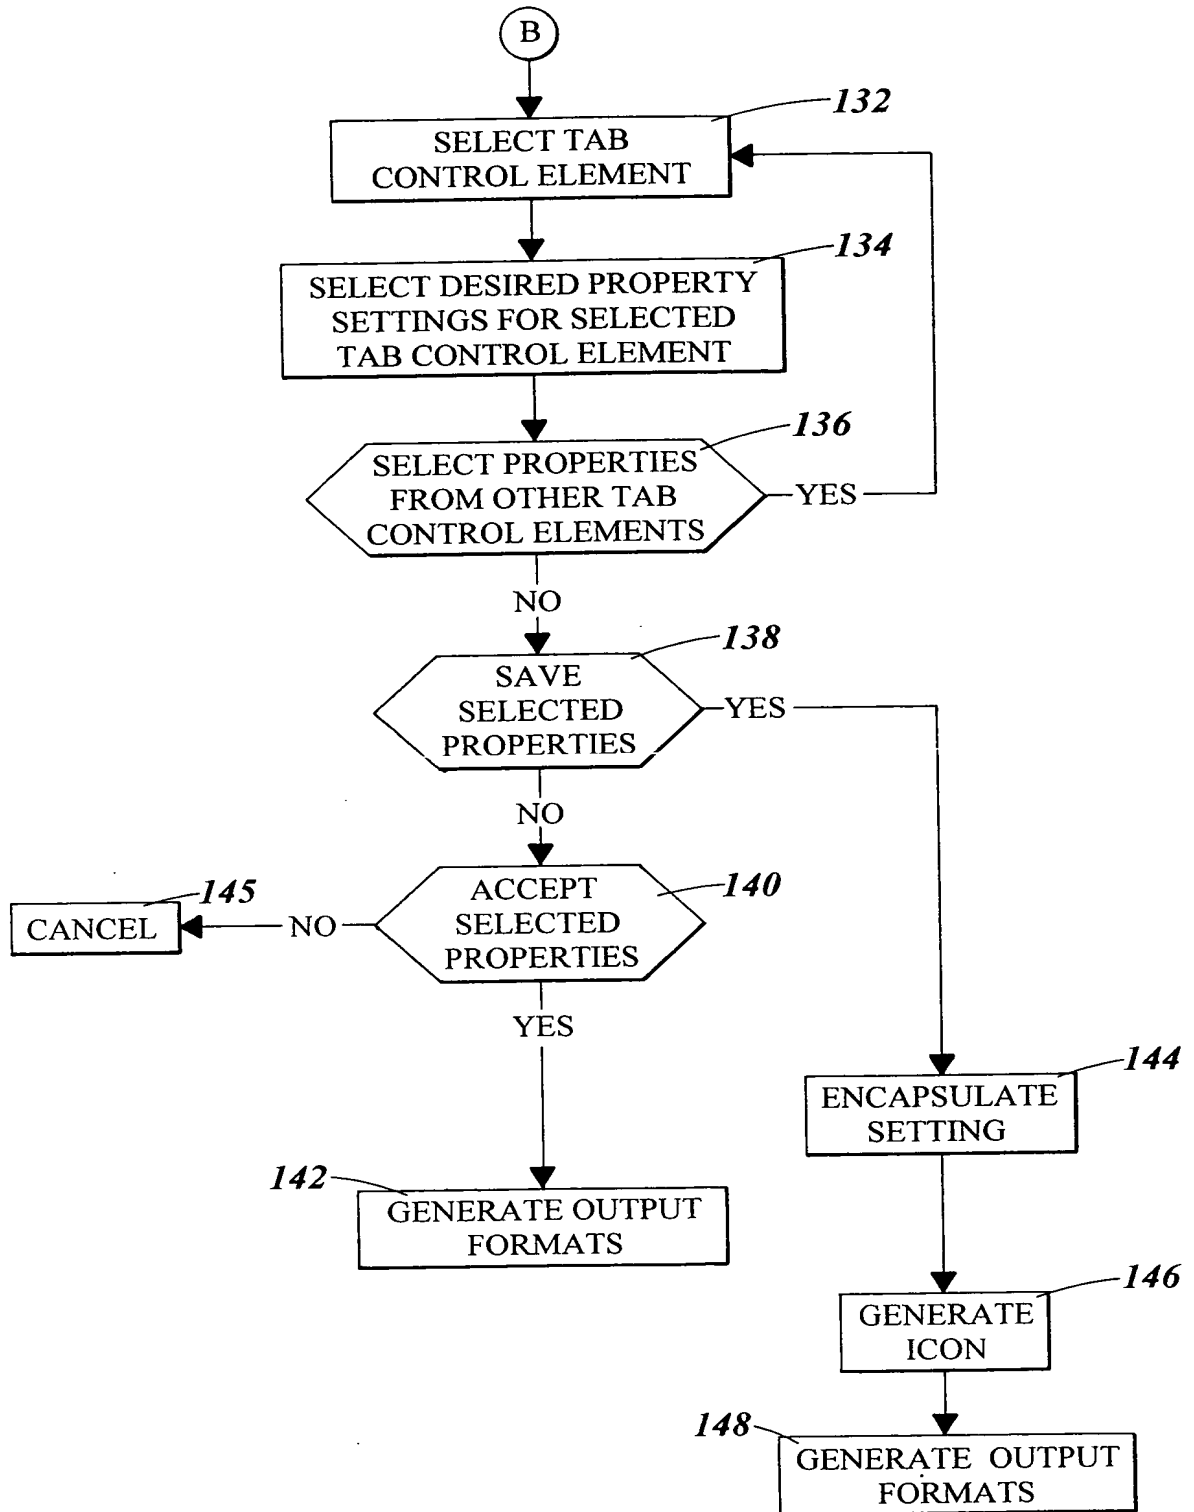 B
132
SELECT TAB
CONTROL ELEMENT
134
SELECT DESIRED PROPERTY
SETTINGS FOR SELECTED
TAB CONTROL ELEMENT
136
SELECT PROPERTIES
FROM OTHER TAB
CONTROL ELEMENTS
YES
NO
138
SAVE
SELECTED
PROPERTIES
YES
NO
140
ACCEPT
SELECTED
PROPERTIES
145
CANCEL
NO
YES
144
ENCAPSULATE
SETTING
142
GENERATE OUTPUT
FORMATS
146
GENERATE
ICON
148
GENERATE OUTPUT
FORMATS